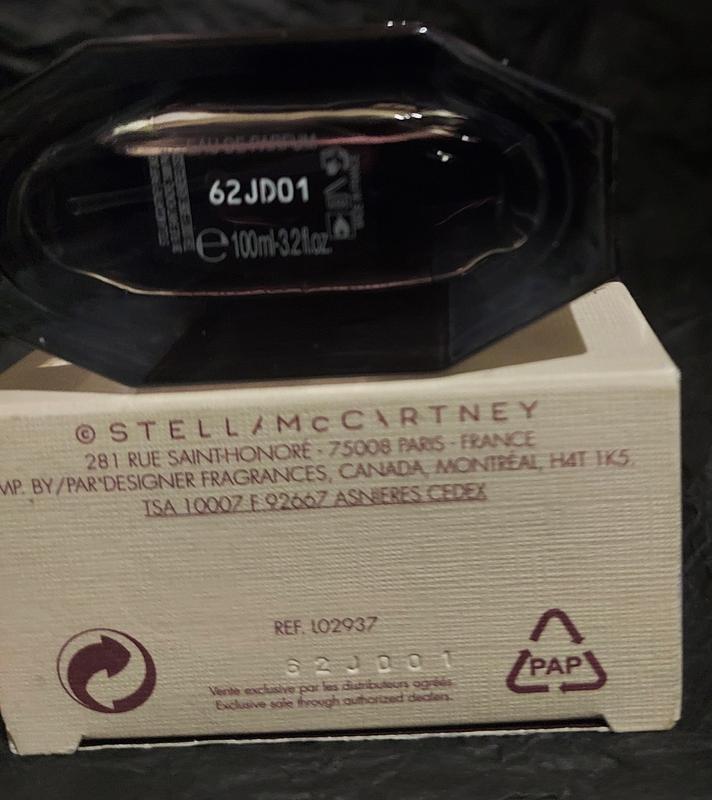 EAU DE PARFUM
62JD01
e 100ml-3.2fl.oz.
© STELLA McCARTNEY
281 RUE SAINT-HONORÉ - 75008 PARIS - FRANCE
MP. BY/PAR DESIGNER FRAGRANCES, CANADA, MONTRÉAL, H4T 1K5.
TSA 10007 F 92667 ASNIERES CEDEX
REF. L02937
62JD01
PAP
Vente exclusive par les distributeurs agréés.
Exclusive sale through authorized dealers.